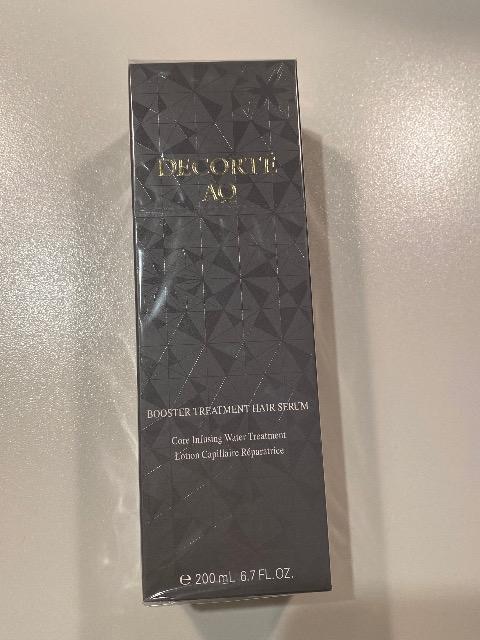 DECORTÉ
AQ
BOOSTER TREATMENT HAIR SERUM
Core Infusing Water Treatment
Lotion Capillaire Réparatrice
℮ 200 mL 6.7 FL.OZ.